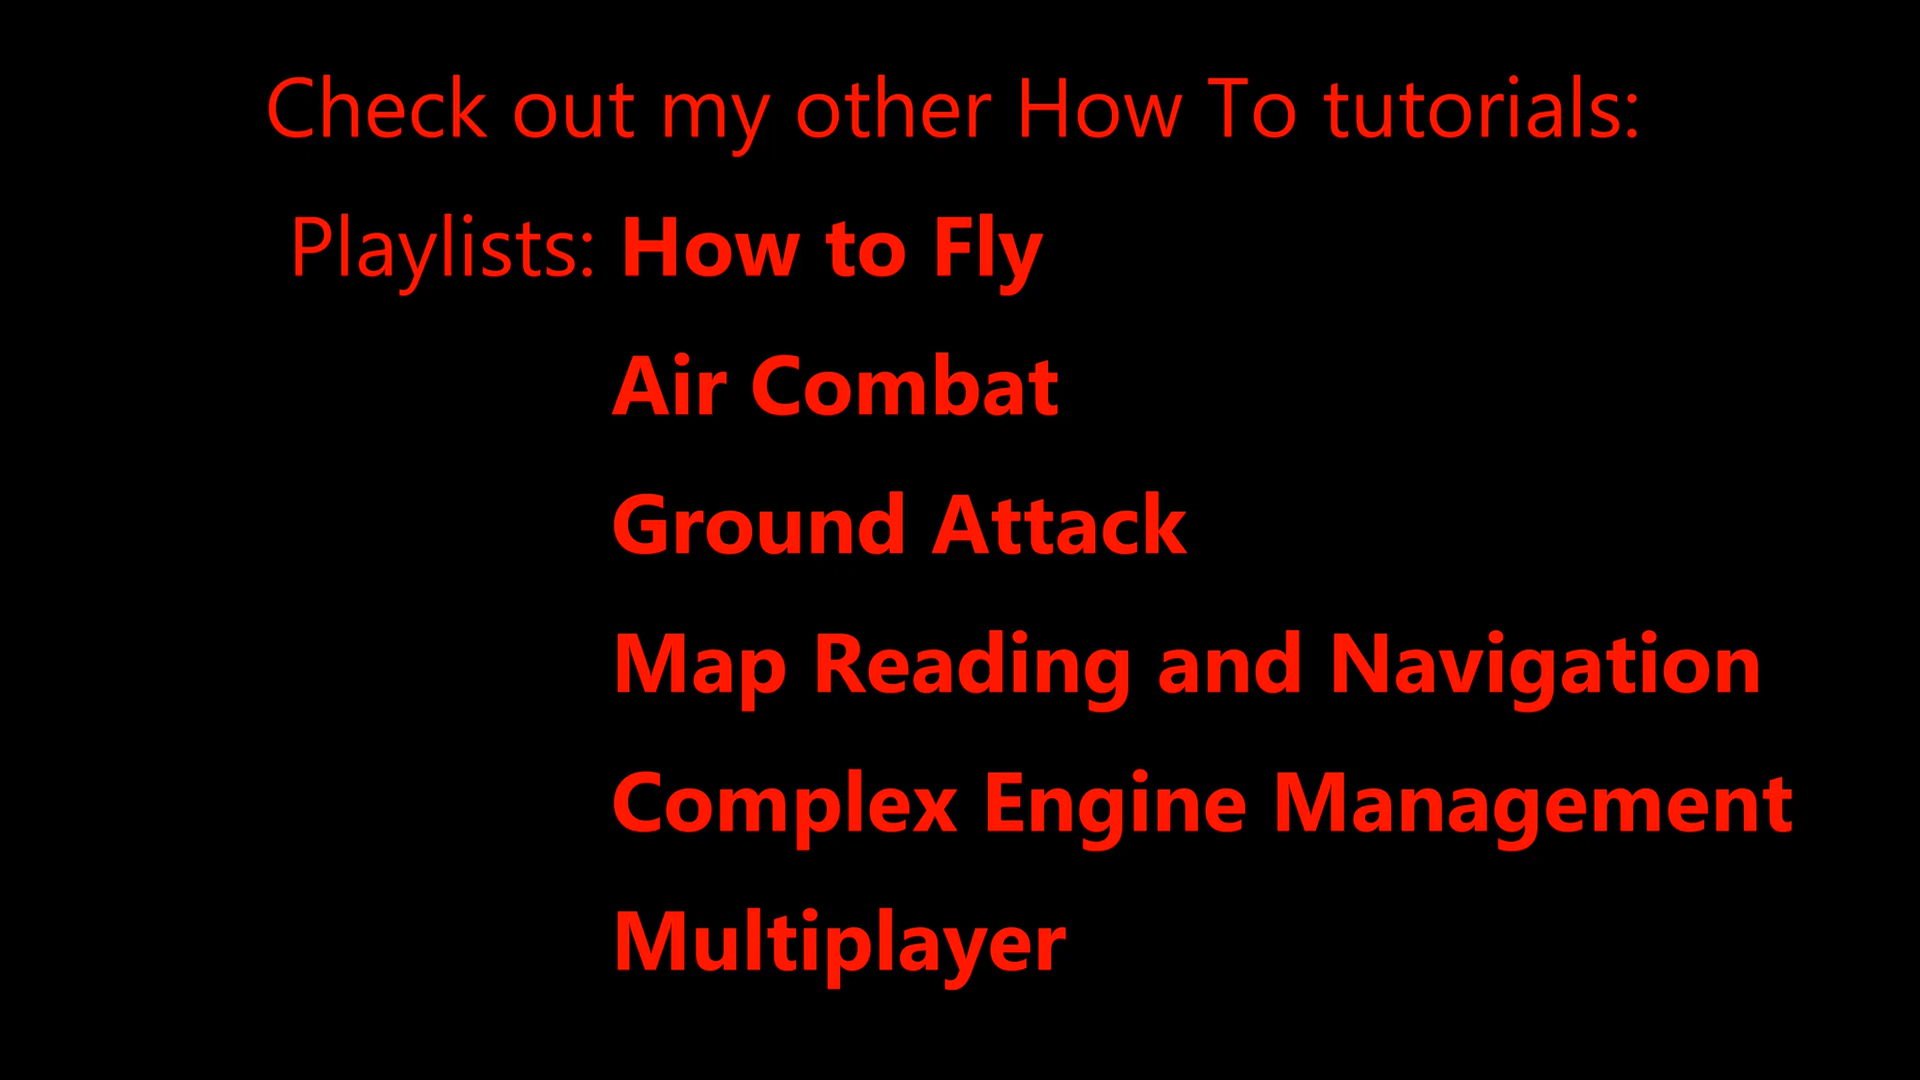 Check out my other How To tutorials:
Playlists: How to Fly
Air Combat
Ground Attack
Map Reading and Navigation
Complex Engine Management
Multiplayer